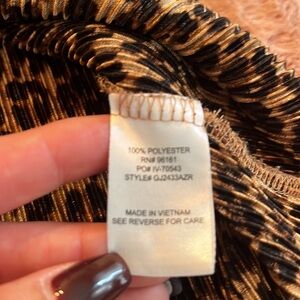 100% POLYESTER
RN# 96161
PO# IV-70543
STYLE# GJ2433AZR
MADE IN VIETNAM
SEE REVERSE FOR CARE